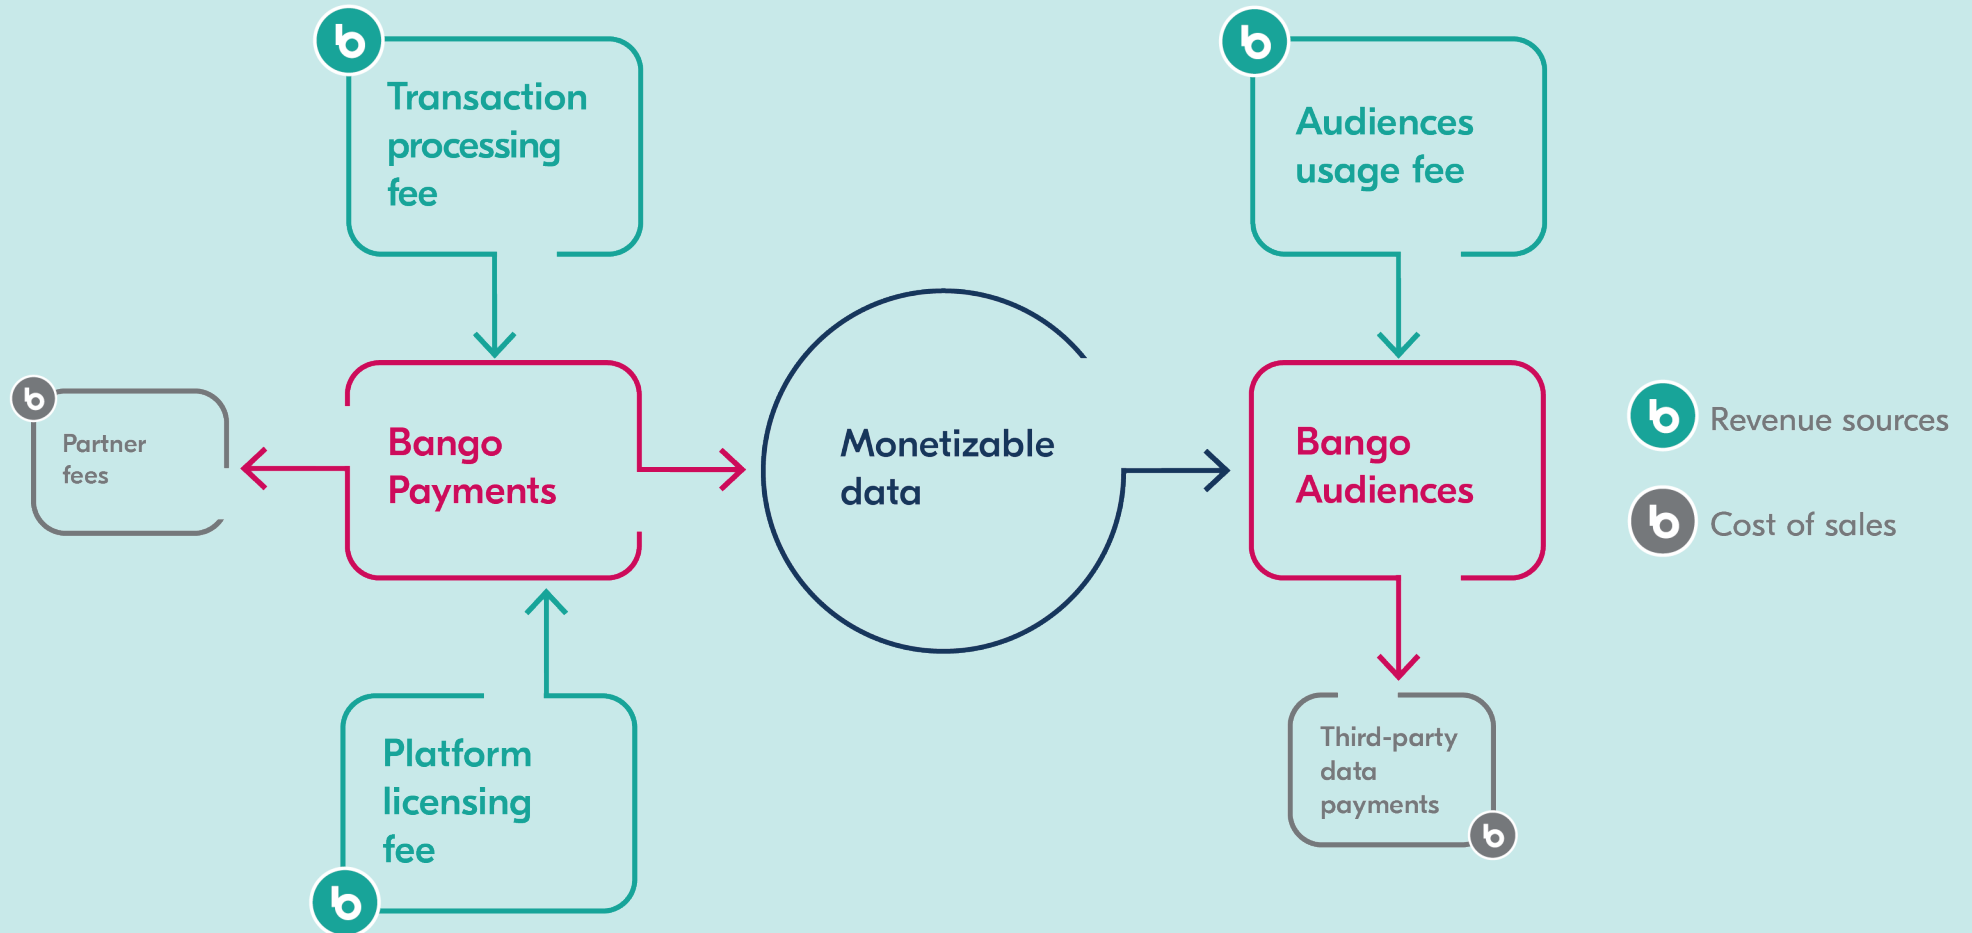 b
Transaction
processing
fee
b
Audiences
usage fee
b
Partner
fees
Bango
Payments
Monetizable
data
Bango
Audiences
b
Revenue sources
b
Cost of sales
Platform
licensing
fee
b
Third-party
data
payments
b